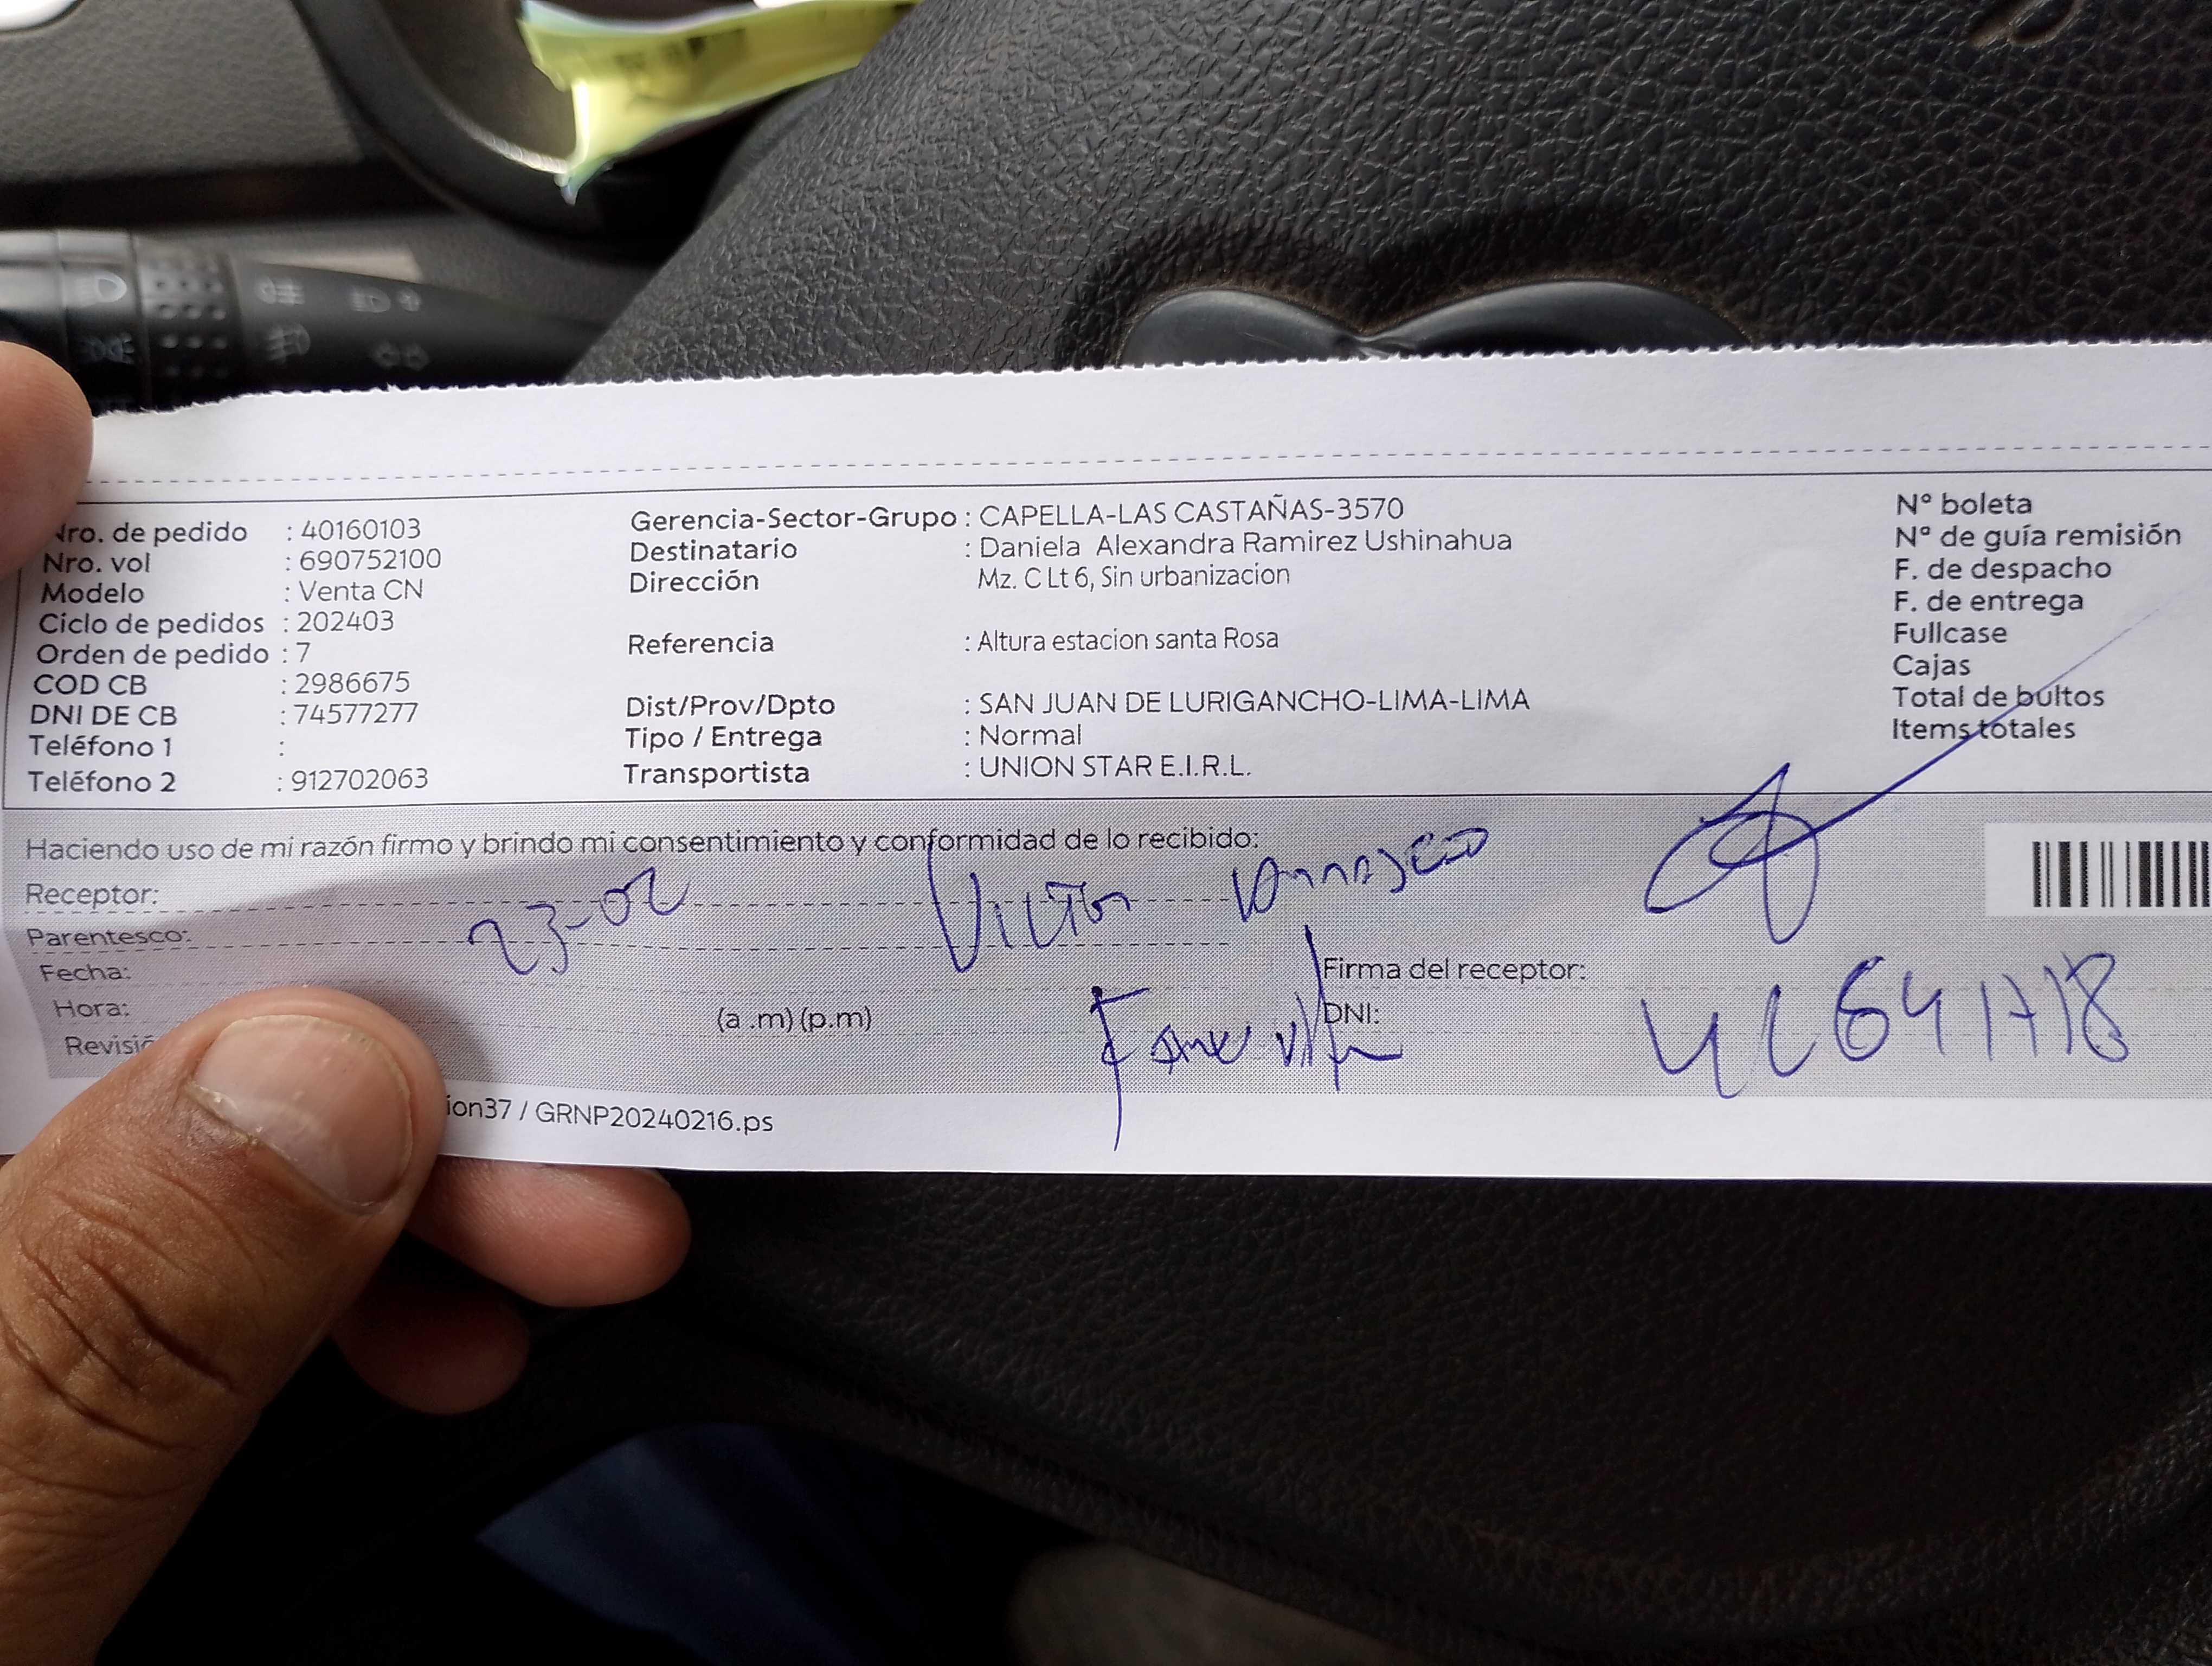 Nro. de pedido : 40160103
Nro. vol : 690752100
Modelo : Venta CN
Ciclo de pedidos : 202403
Orden de pedido : 7
COD CB : 2986675
DNI DE CB : 74577277
Teléfono 1 :
Teléfono 2 : 912702063
Gerencia-Sector-Grupo : CAPELLA-LAS CASTAÑAS-3570
Destinatario : Daniela Alexandra Ramirez Ushinahua
Dirección Mz. C Lt 6, Sin urbanizacion
Referencia : Altura estacion santa Rosa
Dist/Prov/Dpto : SAN JUAN DE LURIGANCHO-LIMA-LIMA
Tipo / Entrega : Normal
Transportista : UNION STAR E.I.R.L.
Nº boleta
Nª de guía remisión
F. de despacho
F. de entrega
Fullcase
Cajas
Total de bultos
Items totales
Haciendo uso de mi razón firmo y brindo mi consentimiento y conformidad de lo recibido:
Receptor:
Victor
Parentesco:
23-02
Fecha:
Firma del receptor:
Hora:
(a .m) (p.m)
DNI:
ion37 / GRNP20240216.ps